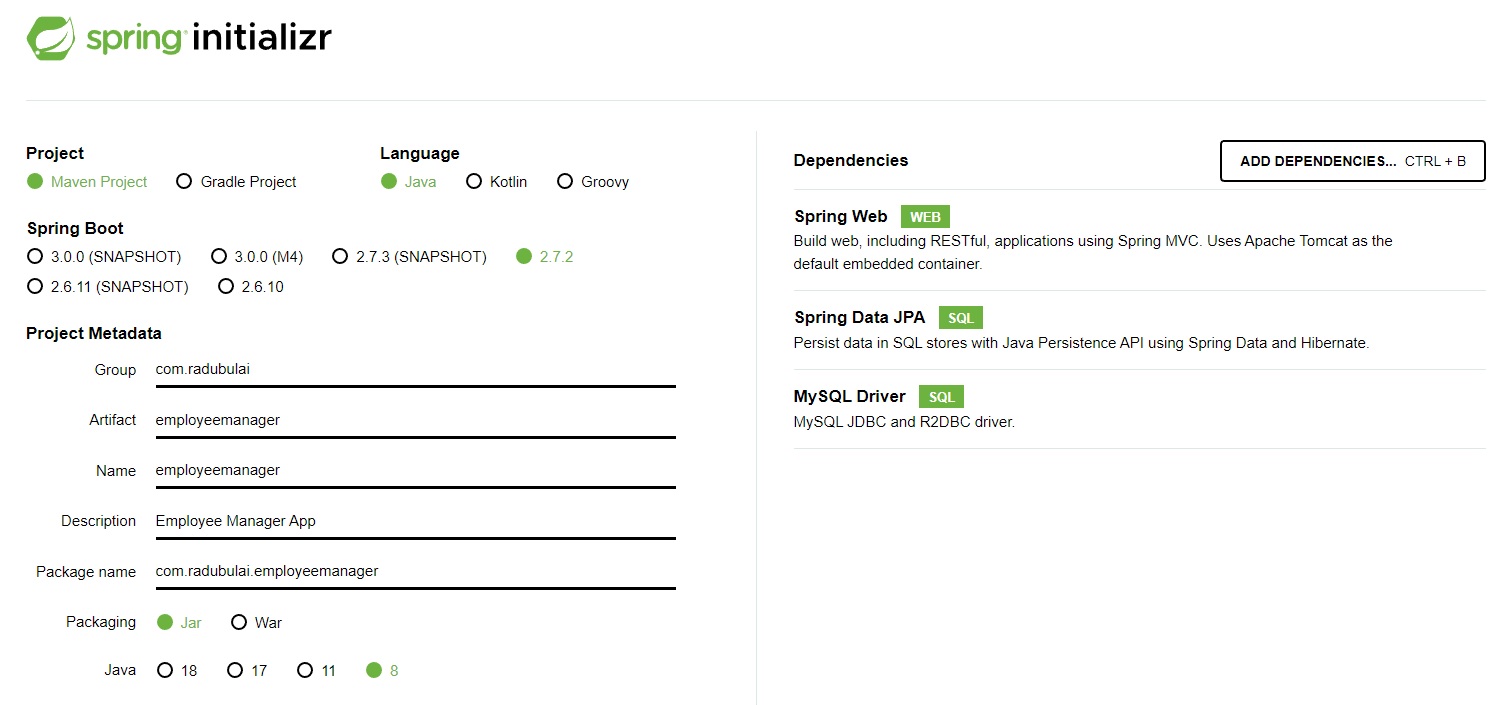 spring initializr
Project
Maven Project Gradle Project
Language
Java Kotlin Groovy
Spring Boot
3.0.0 (SNAPSHOT) 3.0.0 (M4) 2.7.3 (SNAPSHOT) 2.7.2
2.6.11 (SNAPSHOT) 2.6.10
Project Metadata
Group com.radubulai
Artifact employeemanager
Name employeemanager
Description Employee Manager App
Package name com.radubulai.employeemanager
Packaging Jar War
Java 18 17 11 8
Dependencies ADD DEPENDENCIES... CTRL + B
Spring Web WEB
Build web, including RESTful, applications using Spring MVC. Uses Apache Tomcat as the
default embedded container.
Spring Data JPA SQL
Persist data in SQL stores with Java Persistence API using Spring Data and Hibernate.
MySQL Driver SQL
MySQL JDBC and R2DBC driver.